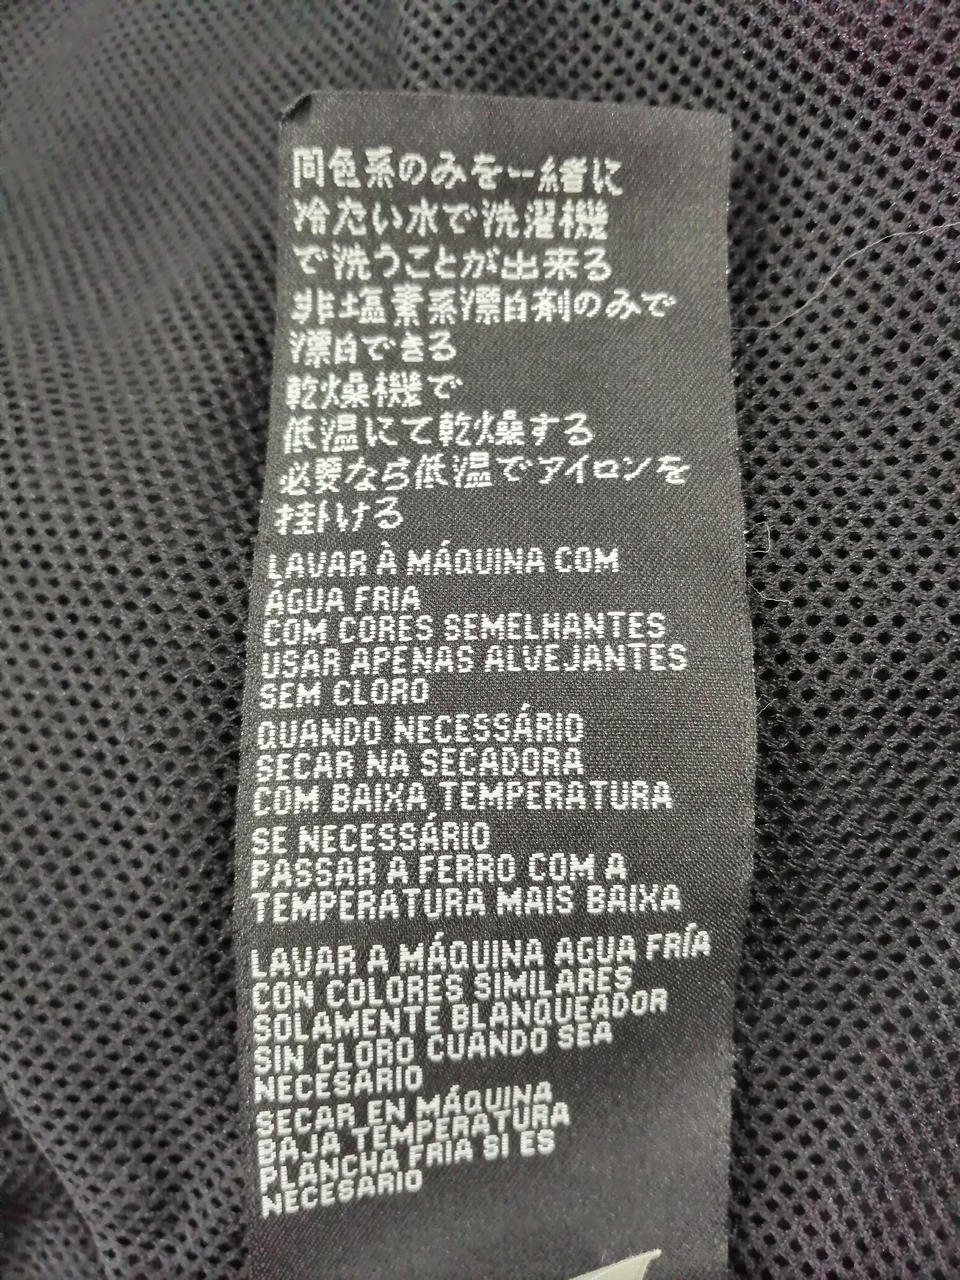 同色系のみを一緒に
冷たい水で洗濯機
で洗うことが出来る
非塩素系漂白剤のみで
漂白できる
乾燥機で
低温にて乾燥する
必要なら低温でアイロンを
掛ける
LAVAR À MÁQUINA COM
ÁGUA FRIA
COM CORES SEMELHANTES
USAR APENAS ALVEJANTES
SEM CLORO
QUANDO NECESSÁRIO
SECAR NA SECADORA
COM BAIXA TEMPERATURA
SE NECESSÁRIO
PASSAR A FERRO COM A
TEMPERATURA MAIS BAIXA
LAVAR A MÁQUINA AGUA FRÍA
CON COLORES SIMILARES
SOLAMENTE BLANQUEADOR
SIN CLORO CUANDO SEA
NECESARIO
SECAR EN MÁQUINA
BAJA TEMPERATURA
PLANCHA FRIA SI ES
NECESARIO